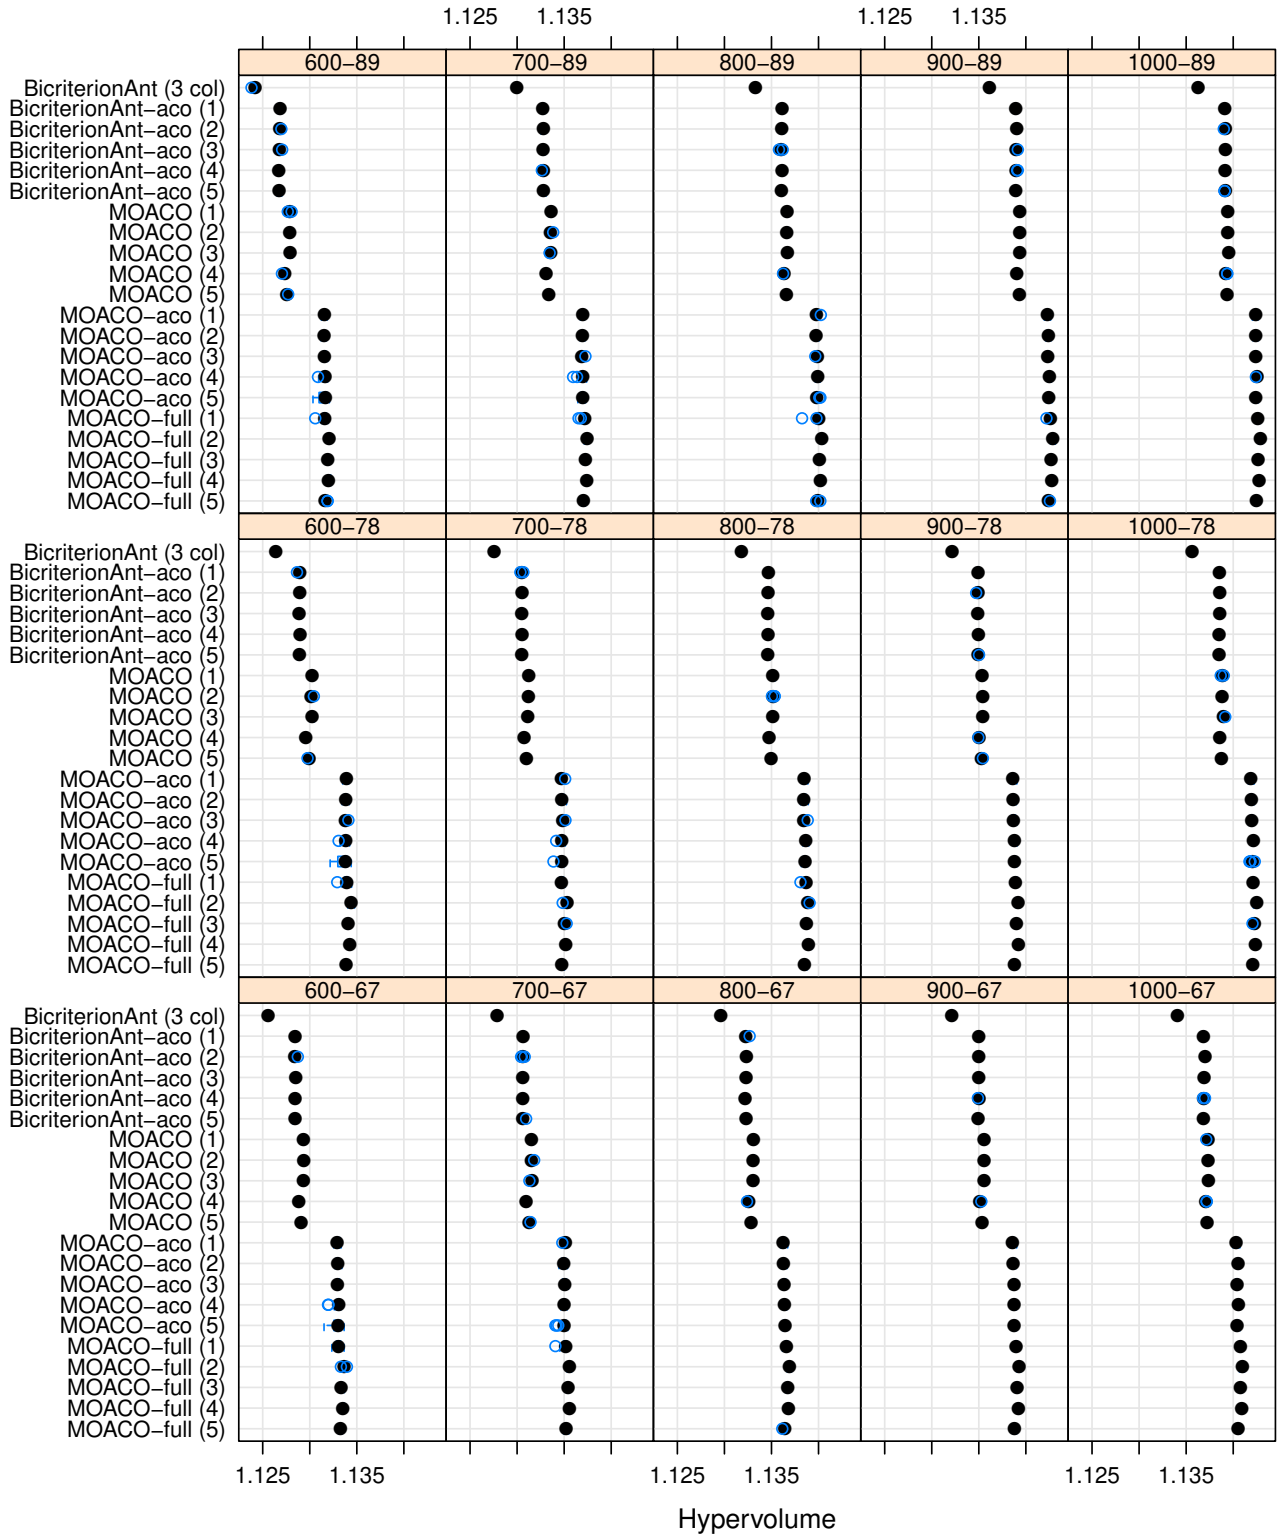 1.125 1.135 1.125 1.135
600−89 700−89 800−89 900−89 1000−89
BicriterionAnt (3 col)
BicriterionAnt−aco (1)
BicriterionAnt−aco (2)
BicriterionAnt−aco (3)
BicriterionAnt−aco (4)
BicriterionAnt−aco (5)
MOACO (1)
MOACO (2)
MOACO (3)
MOACO (4)
MOACO (5)
MOACO−aco (1)
MOACO−aco (2)
MOACO−aco (3)
MOACO−aco (4)
MOACO−aco (5)
MOACO−full (1)
MOACO−full (2)
MOACO−full (3)
MOACO−full (4)
MOACO−full (5)
600−78 700−78 800−78 900−78 1000−78
BicriterionAnt (3 col)
BicriterionAnt−aco (1)
BicriterionAnt−aco (2)
BicriterionAnt−aco (3)
BicriterionAnt−aco (4)
BicriterionAnt−aco (5)
MOACO (1)
MOACO (2)
MOACO (3)
MOACO (4)
MOACO (5)
MOACO−aco (1)
MOACO−aco (2)
MOACO−aco (3)
MOACO−aco (4)
MOACO−aco (5)
MOACO−full (1)
MOACO−full (2)
MOACO−full (3)
MOACO−full (4)
MOACO−full (5)
600−67 700−67 800−67 900−67 1000−67
BicriterionAnt (3 col)
BicriterionAnt−aco (1)
BicriterionAnt−aco (2)
BicriterionAnt−aco (3)
BicriterionAnt−aco (4)
BicriterionAnt−aco (5)
MOACO (1)
MOACO (2)
MOACO (3)
MOACO (4)
MOACO (5)
MOACO−aco (1)
MOACO−aco (2)
MOACO−aco (3)
MOACO−aco (4)
MOACO−aco (5)
MOACO−full (1)
MOACO−full (2)
MOACO−full (3)
MOACO−full (4)
MOACO−full (5)
1.125 1.135 1.125 1.135 1.125 1.135
Hypervolume